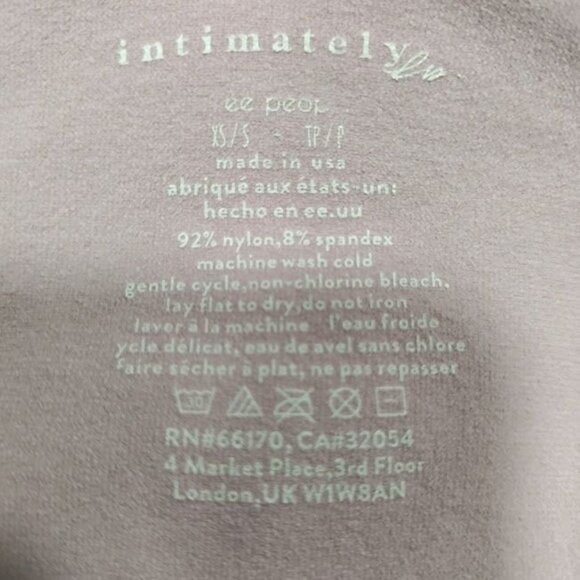 intimately
ee peop
XS/S - TP/P
made in usa
abriqué aux états-un:
hecho en ee.uu
92% nylon,8% spandex
machine wash cold
gentle cycle,non-chlorine bleach,
lay flat to dry,do not iron
laver à la machine l'eau froide
ycle délicat, eau de avel sans chlore
faire sécher à plat, ne pas repasser
30
RN#66170, CA#32054
4 Market Place,3rd Floor
London,UK W1W8AN